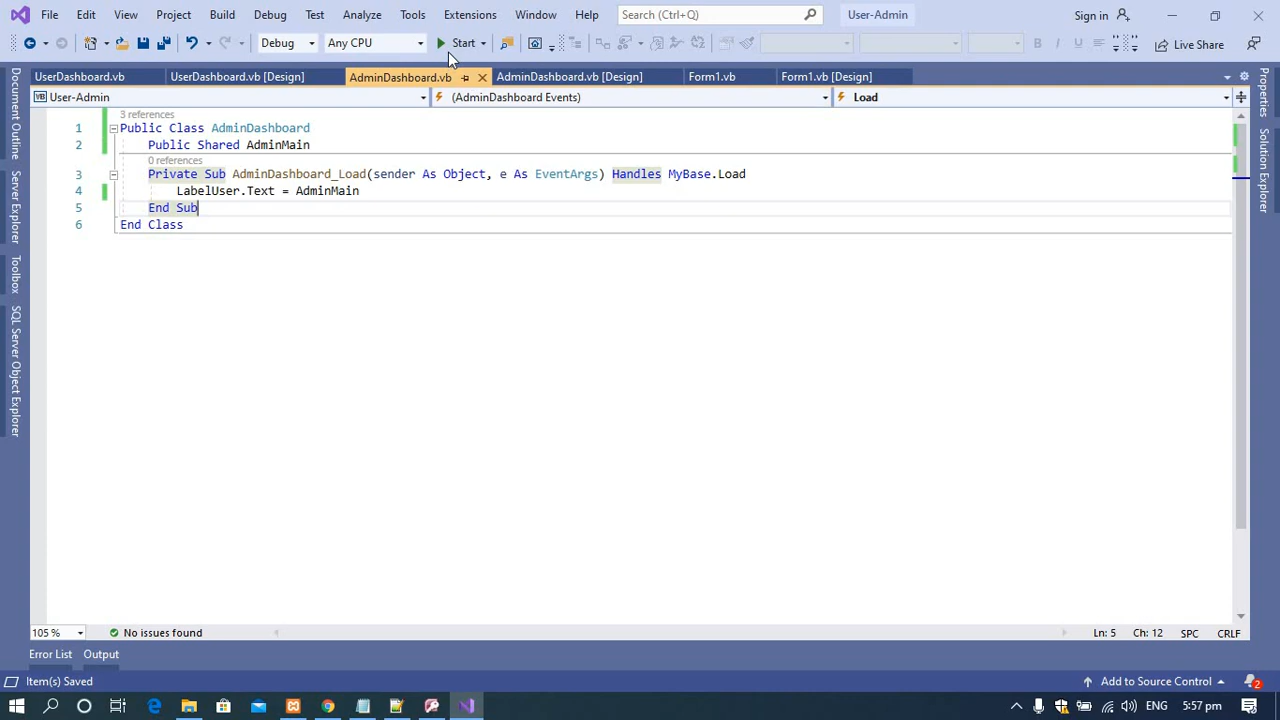 File Edit View Project Build Debug Test Analyze Tools Extensions Window Help Search (Ctrl+Q) User-Admin Sign in
Debug Any CPU Start Live Share
UserDashboard.vb UserDashboard.vb [Design] AdminDashboard.vb AdminDashboard.vb [Design] Form1.vb Form1.vb [Design]
User-Admin (AdminDashboard Events) Load
3 references
1 Public Class AdminDashboard
2 Public Shared AdminMain
0 references
3 Private Sub AdminDashboard_Load(sender As Object, e As EventArgs) Handles MyBase.Load
4 LabelUser.Text = AdminMain
5 End Sub
6 End Class
Document Outline
Server Explorer
Toolbox
SQL Server Object Explorer
Properties
Solution Explorer
105 % No issues found Ln: 5 Ch: 12 SPC CRLF
Error List Output
Item(s) Saved Add to Source Control 2
ENG 5:57 pm